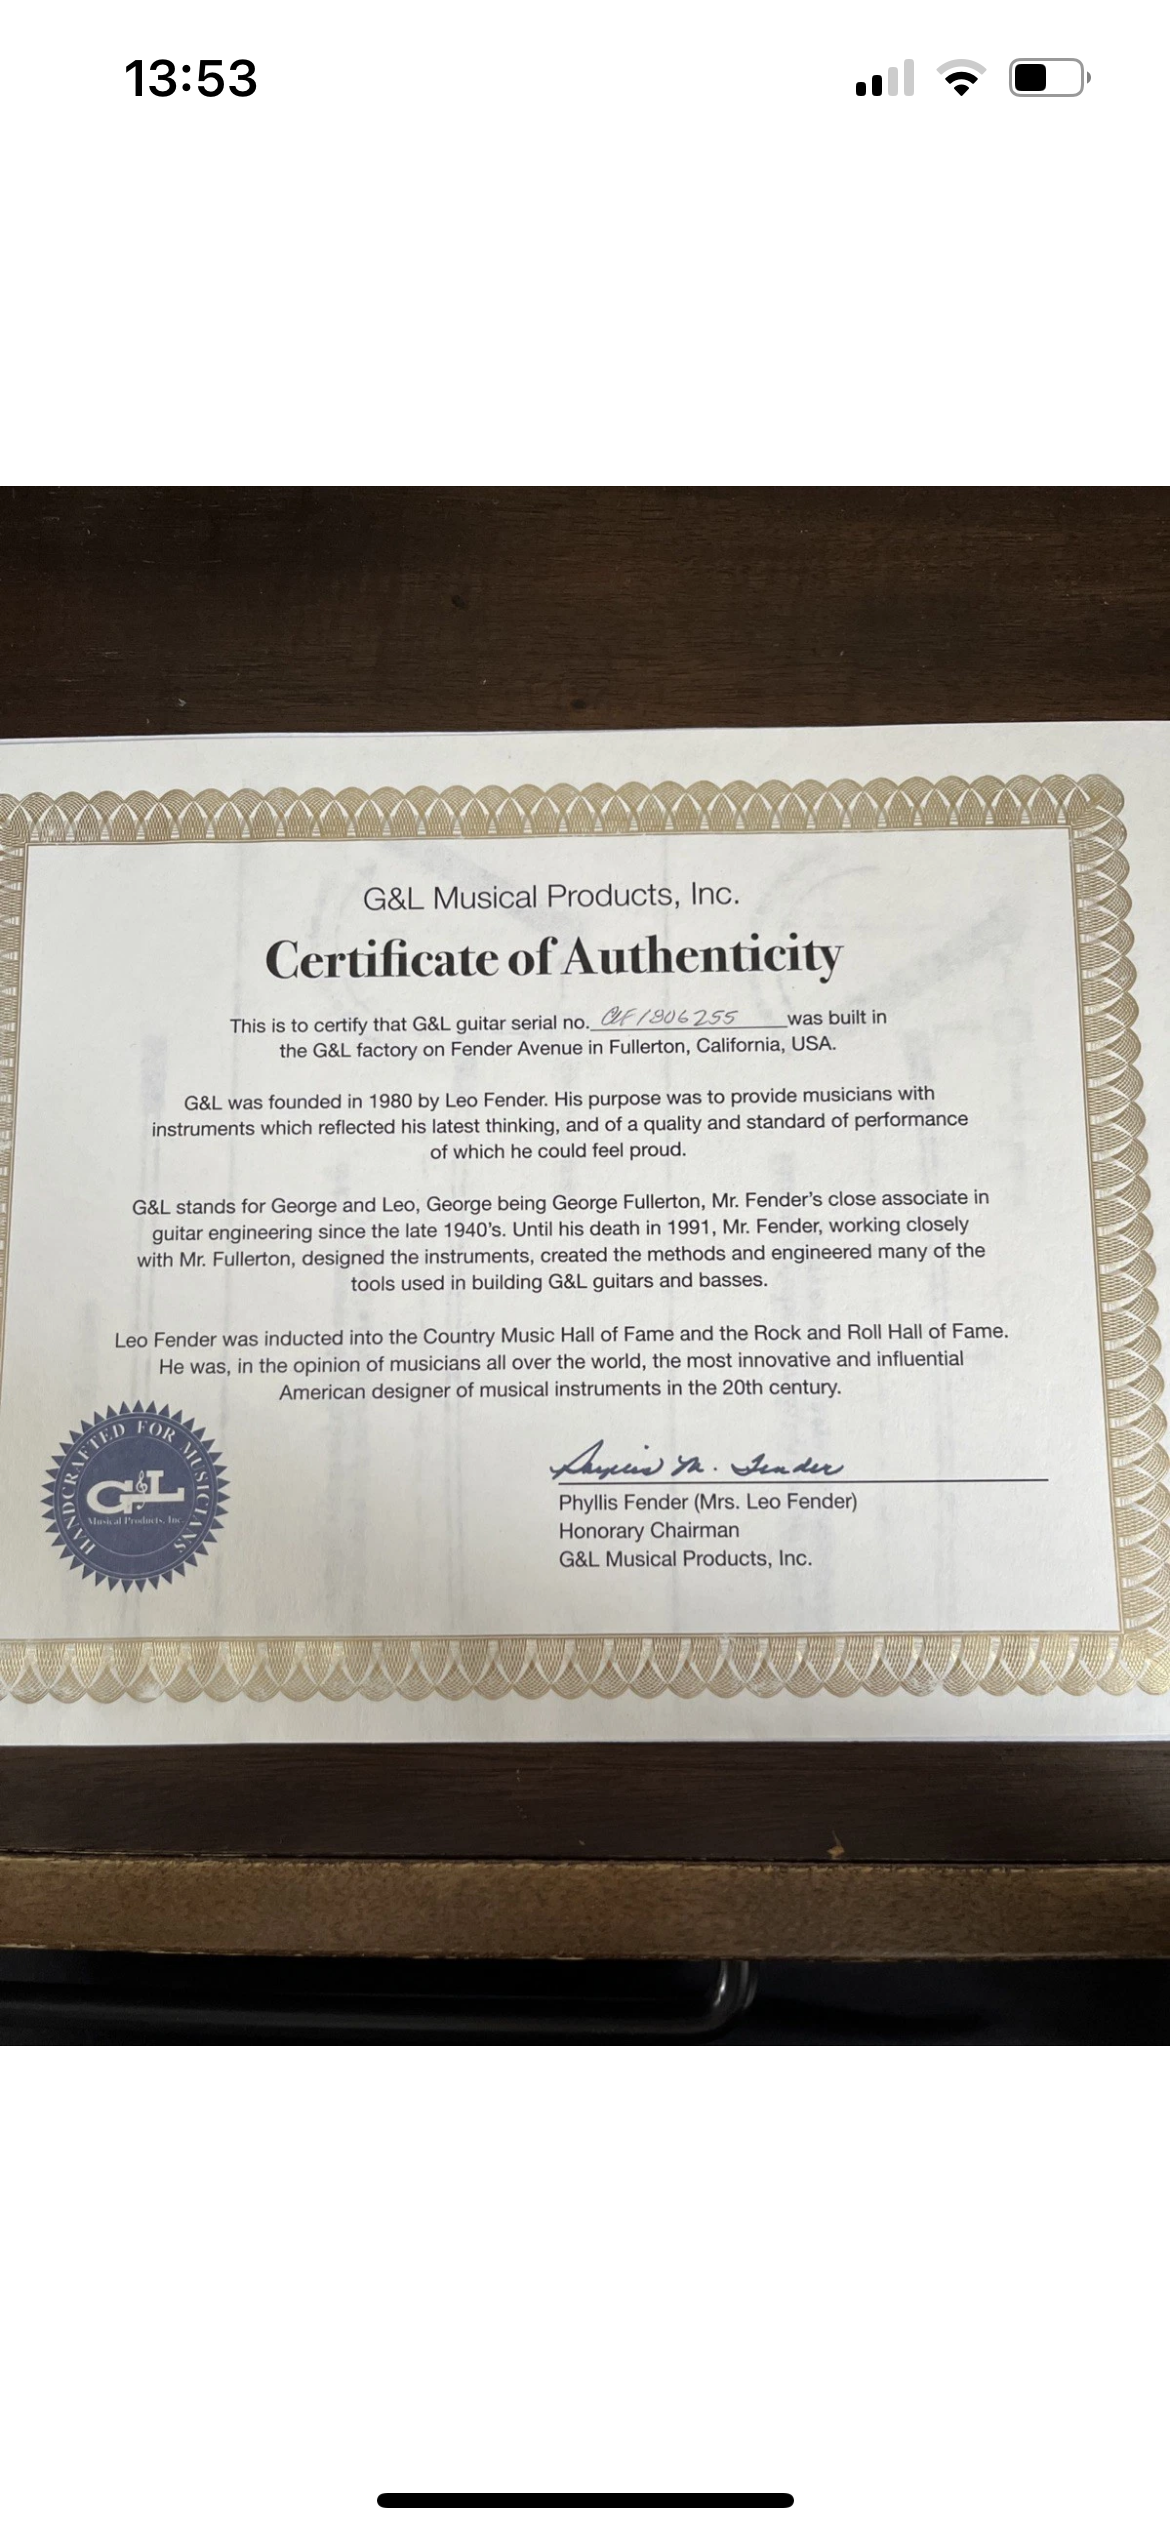 13:53
G&L Musical Products, Inc.
Certificate of Authenticity
This is to certify that G&L guitar serial no. CLF1806255 was built in
the G&L factory on Fender Avenue in Fullerton, California, USA.
G&L was founded in 1980 by Leo Fender. His purpose was to provide musicians with
instruments which reflected his latest thinking, and of a quality and standard of performance
of which he could feel proud.
G&L stands for George and Leo, George being George Fullerton, Mr. Fender's close associate in
guitar engineering since the late 1940's. Until his death in 1991, Mr. Fender, working closely
with Mr. Fullerton, designed the instruments, created the methods and engineered many of the
tools used in building G&L guitars and basses.
Leo Fender was inducted into the Country Music Hall of Fame and the Rock and Roll Hall of Fame.
He was, in the opinion of musicians all over the world, the most innovative and influential
American designer of musical instruments in the 20th century.
HANDCRAFTED FOR MUSICIANS
G&L
Musical Products, Inc.
Phyllis M. Fender
Phyllis Fender (Mrs. Leo Fender)
Honorary Chairman
G&L Musical Products, Inc.